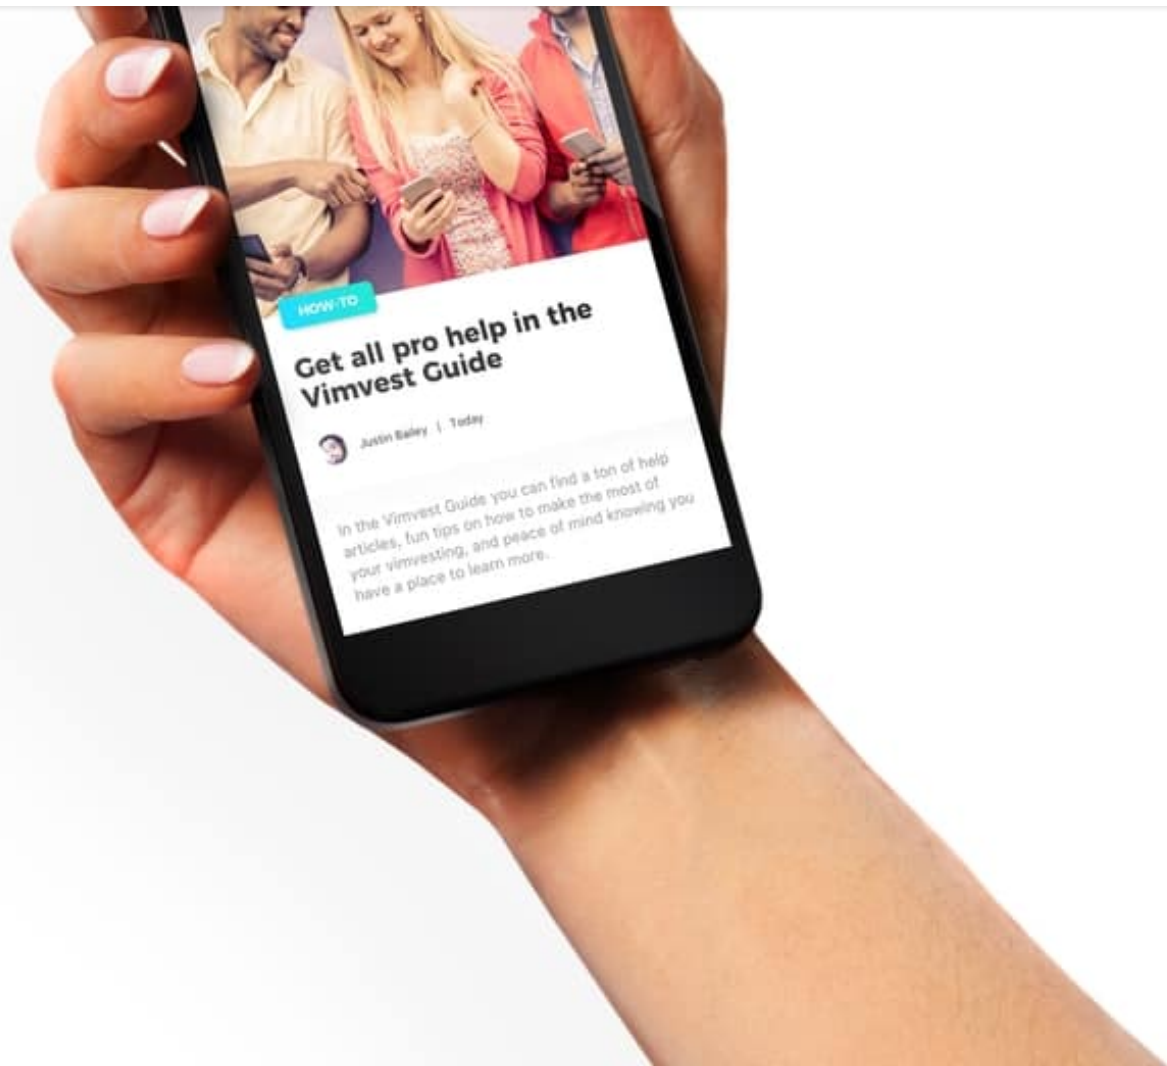 HOW-TO
Get all pro help in the
Vimvest Guide
Justin Bailey | Today
In the Vimvest Guide you can find a ton of help
articles, fun tips on how to make the most of
your vimvesting, and peace of mind knowing you
have a place to learn more.